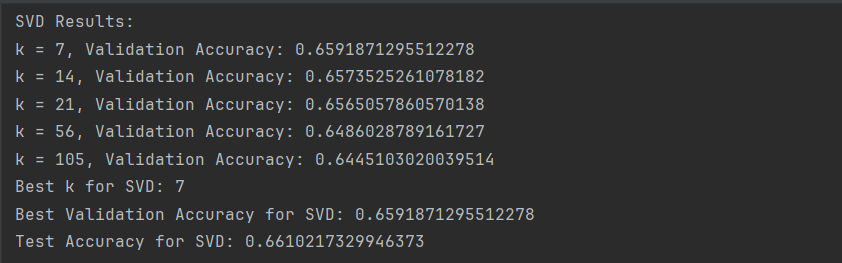 SVD Results:
k = 7, Validation Accuracy: 0.6591871295512278
k = 14, Validation Accuracy: 0.6573525261078182
k = 21, Validation Accuracy: 0.6565057860570138
k = 56, Validation Accuracy: 0.6486028789161727
k = 105, Validation Accuracy: 0.6445103020039514
Best k for SVD: 7
Best Validation Accuracy for SVD: 0.6591871295512278
Test Accuracy for SVD: 0.6610217329946373